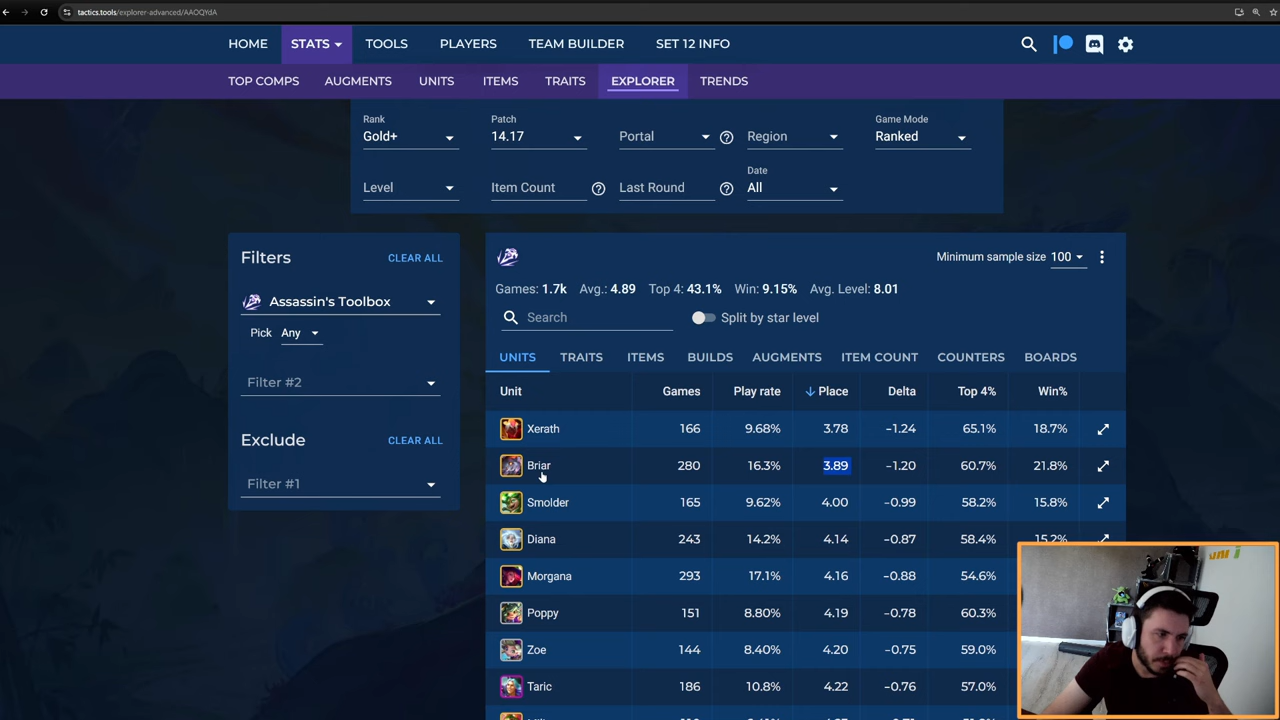 tactics.tools/explorer-advanced/AAOQYdA
HOME STATS TOOLS PLAYERS TEAM BUILDER SET 12 INFO
TOP COMPS AUGMENTS UNITS ITEMS TRAITS EXPLORER TRENDS
Rank Patch Game Mode
Gold+ 14.17 Portal Region Ranked
Date
Level Item Count Last Round All
Filters CLEAR ALL
Assassin's Toolbox
Pick Any
Filter #2
Exclude CLEAR ALL
Filter #1
Minimum sample size 100
Games: 1.7k Avg.: 4.89 Top 4: 43.1% Win: 9.15% Avg. Level: 8.01
Search Split by star level
UNITS TRAITS ITEMS BUILDS AUGMENTS ITEM COUNT COUNTERS BOARDS
Unit Games Play rate Place Delta Top 4% Win%
Xerath 166 9.68% 3.78 -1.24 65.1% 18.7%
Briar 280 16.3% 3.89 -1.20 60.7% 21.8%
Smolder 165 9.62% 4.00 -0.99 58.2% 15.8%
Diana 243 14.2% 4.14 -0.87 58.4% 15.2%
Morgana 293 17.1% 4.16 -0.88 54.6%
Poppy 151 8.80% 4.19 -0.78 60.3%
Zoe 144 8.40% 4.20 -0.75 59.0%
Taric 186 10.8% 4.22 -0.76 57.0%